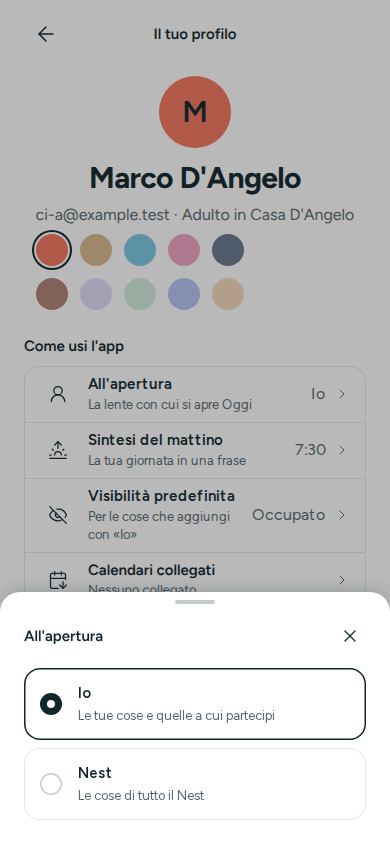 Il tuo profilo
M
Marco D'Angelo
ci-a@example.test · Adulto in Casa D'Angelo
Come usi l'app
All'apertura
La lente con cui si apre Oggi
Io
Sintesi del mattino
La tua giornata in una frase
7:30
Visibilità predefinita
Per le cose che aggiungi
con «Io»
Occupato
Calendari collegati
Nessuno collegato
All'apertura
Io
Le tue cose e quelle a cui partecipi
Nest
Le cose di tutto il Nest